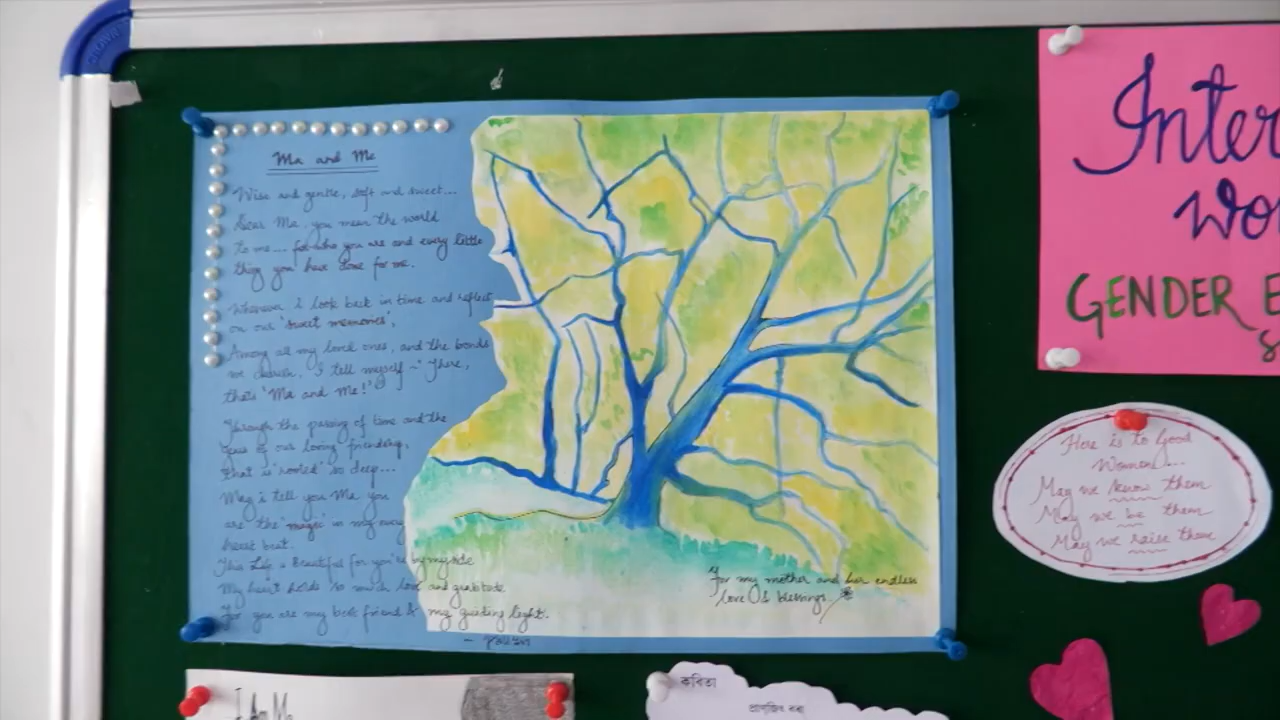 Ma and Me
Wise and gentle, soft and sweet...
Dear Ma, you mean the world
to me... for who you are and every little
thing you have done for me.
Whenever I look back in time and reflect
on our 'sweet memories',
Among all my loved ones, and the bonds
we cherish, I tell myself ~ There,
thats 'Ma and Me!'
Through the passing of time and the
years of our loving friendship,
that is 'rooted' so deep...
May i tell you Ma you
are the 'magic' in my every
heart beat.
This Life is Beautiful for you're by my side
My heart holds so much love and gratitude
For you are my best friend & my guiding light.
For my mother and her endless
love & blessings.
Inter
Wo
GENDER E
S
Here is to Good
Women...
May we know them
May we be them
May we raise them
I Am Me
কবিতা